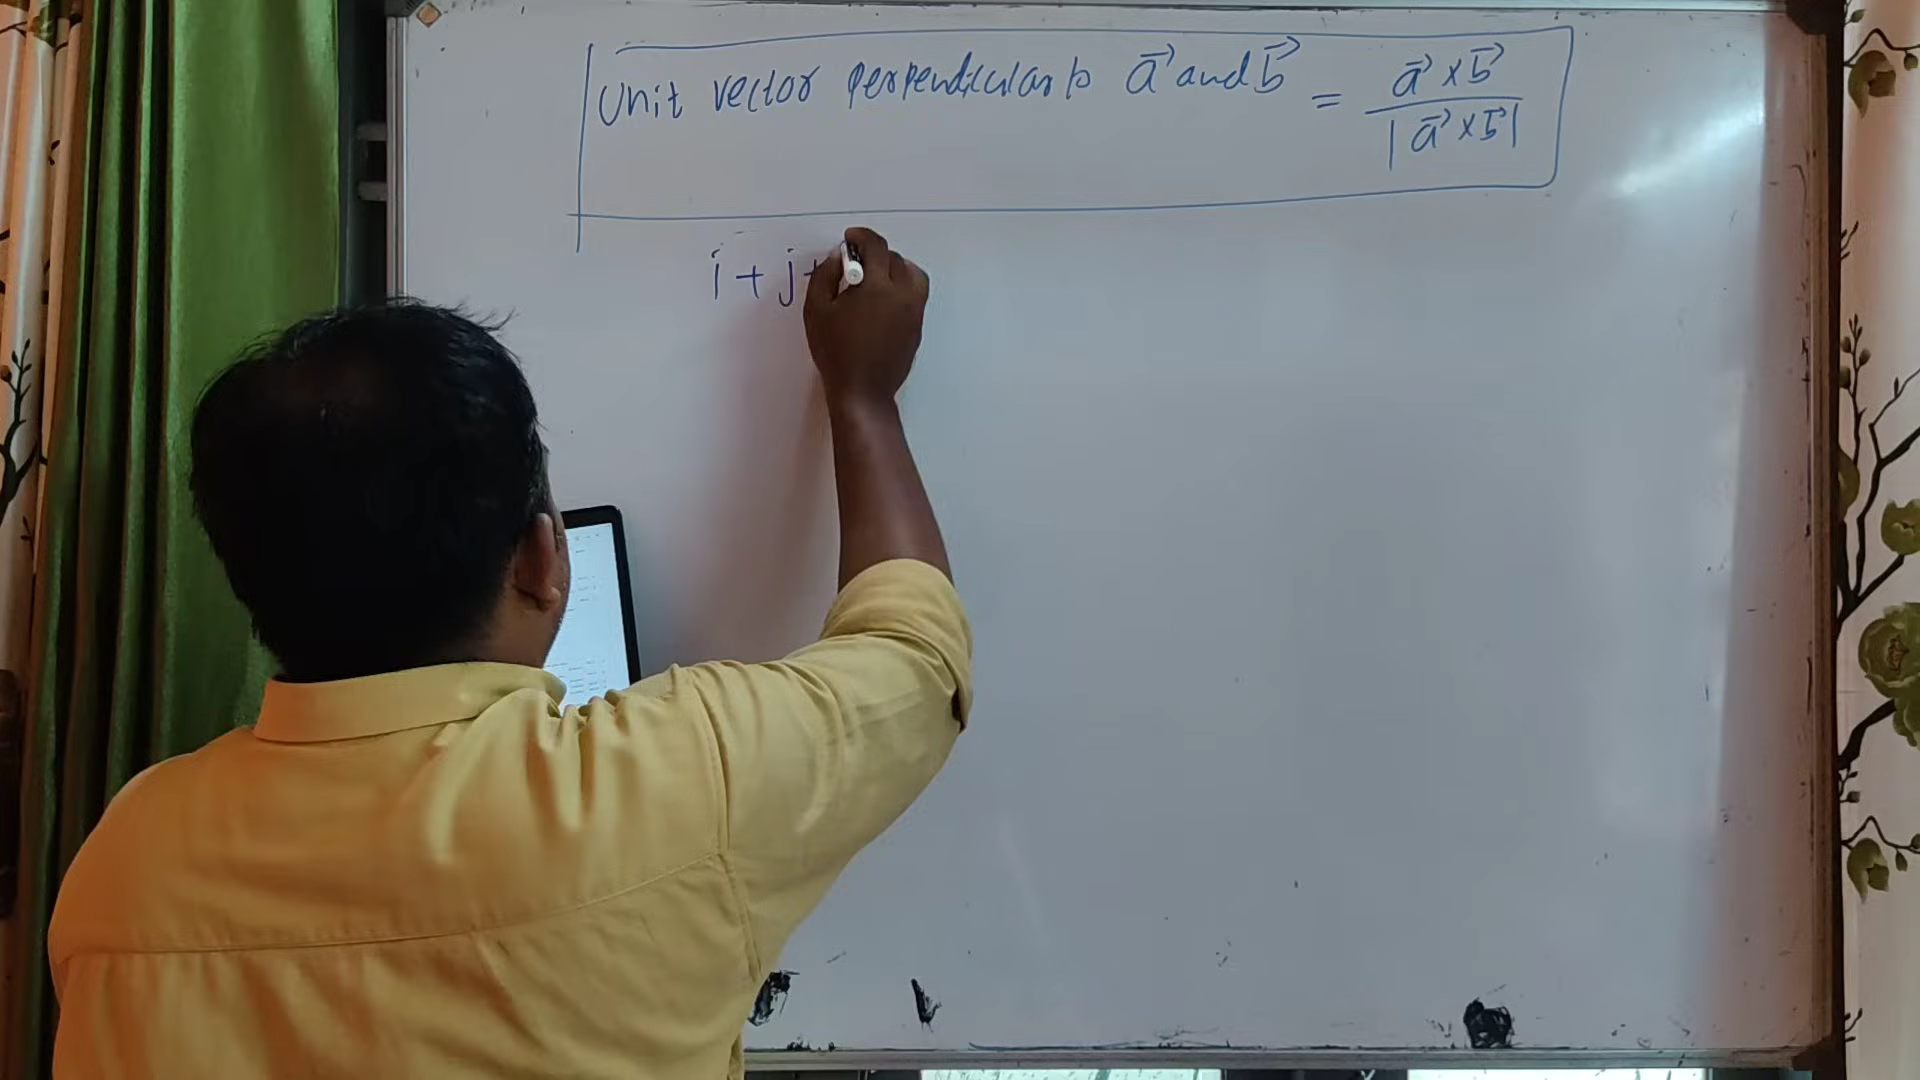 Unit vector perpendicular to a⃗ and b⃗ = a⃗ × b⃗ / |a⃗ × b⃗|
i + j +